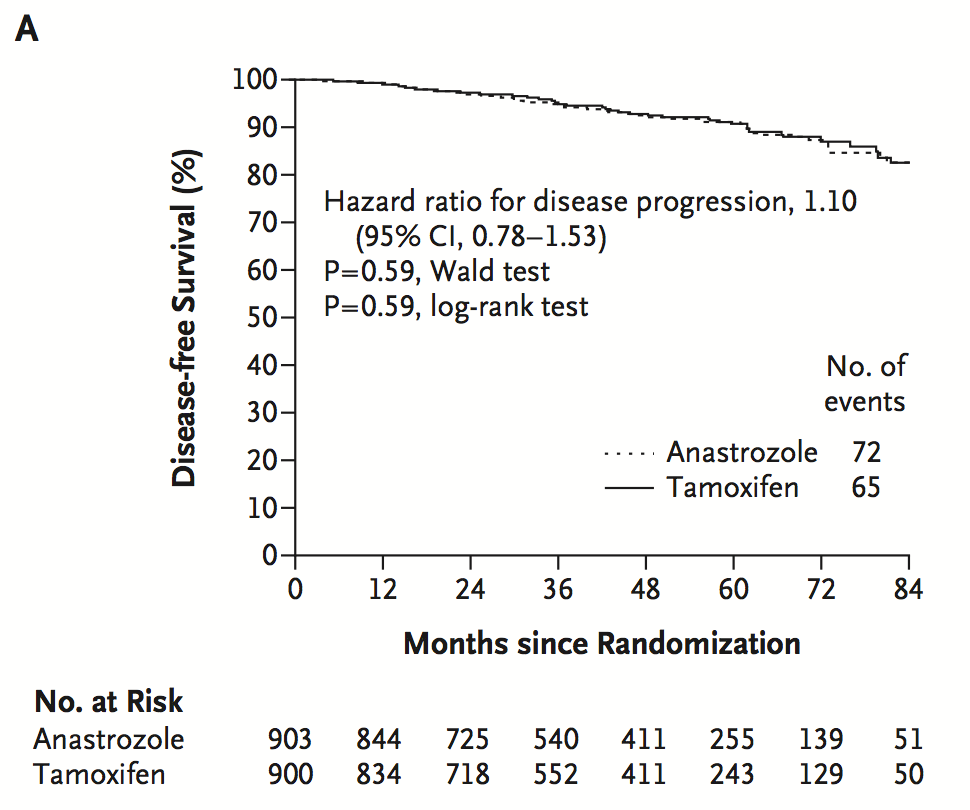 A
Disease-free Survival (%)
100
90
80
70
60
50
40
30
20
10
0
Hazard ratio for disease progression, 1.10
(95% CI, 0.78–1.53)
P=0.59, Wald test
P=0.59, log-rank test
No. of
events
Anastrozole 72
Tamoxifen 65
0 12 24 36 48 60 72 84
Months since Randomization
No. at Risk
Anastrozole 903 844 725 540 411 255 139 51
Tamoxifen 900 834 718 552 411 243 129 50